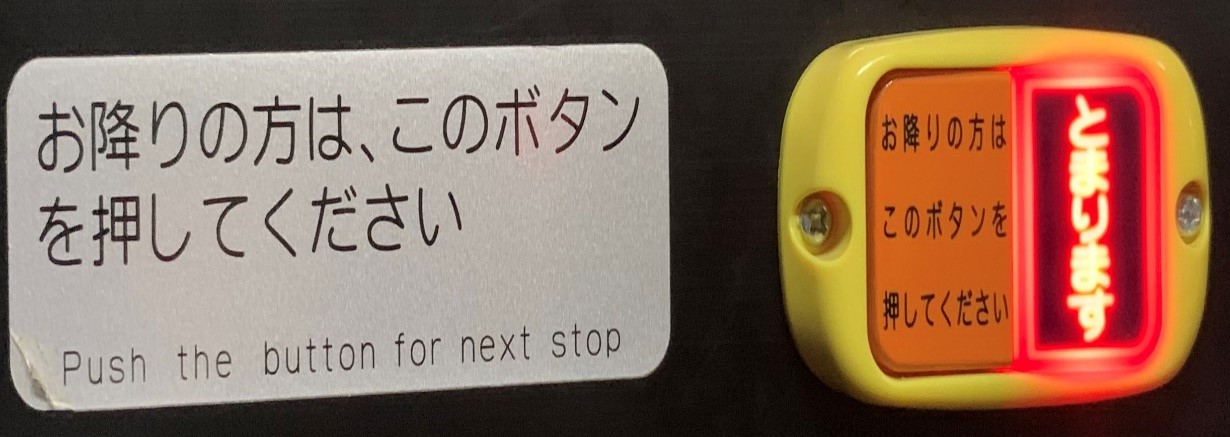 お降りの方は、このボタン
を押してください
Push the button for next stop
お降りの方は
このボタンを
押してください
とまります